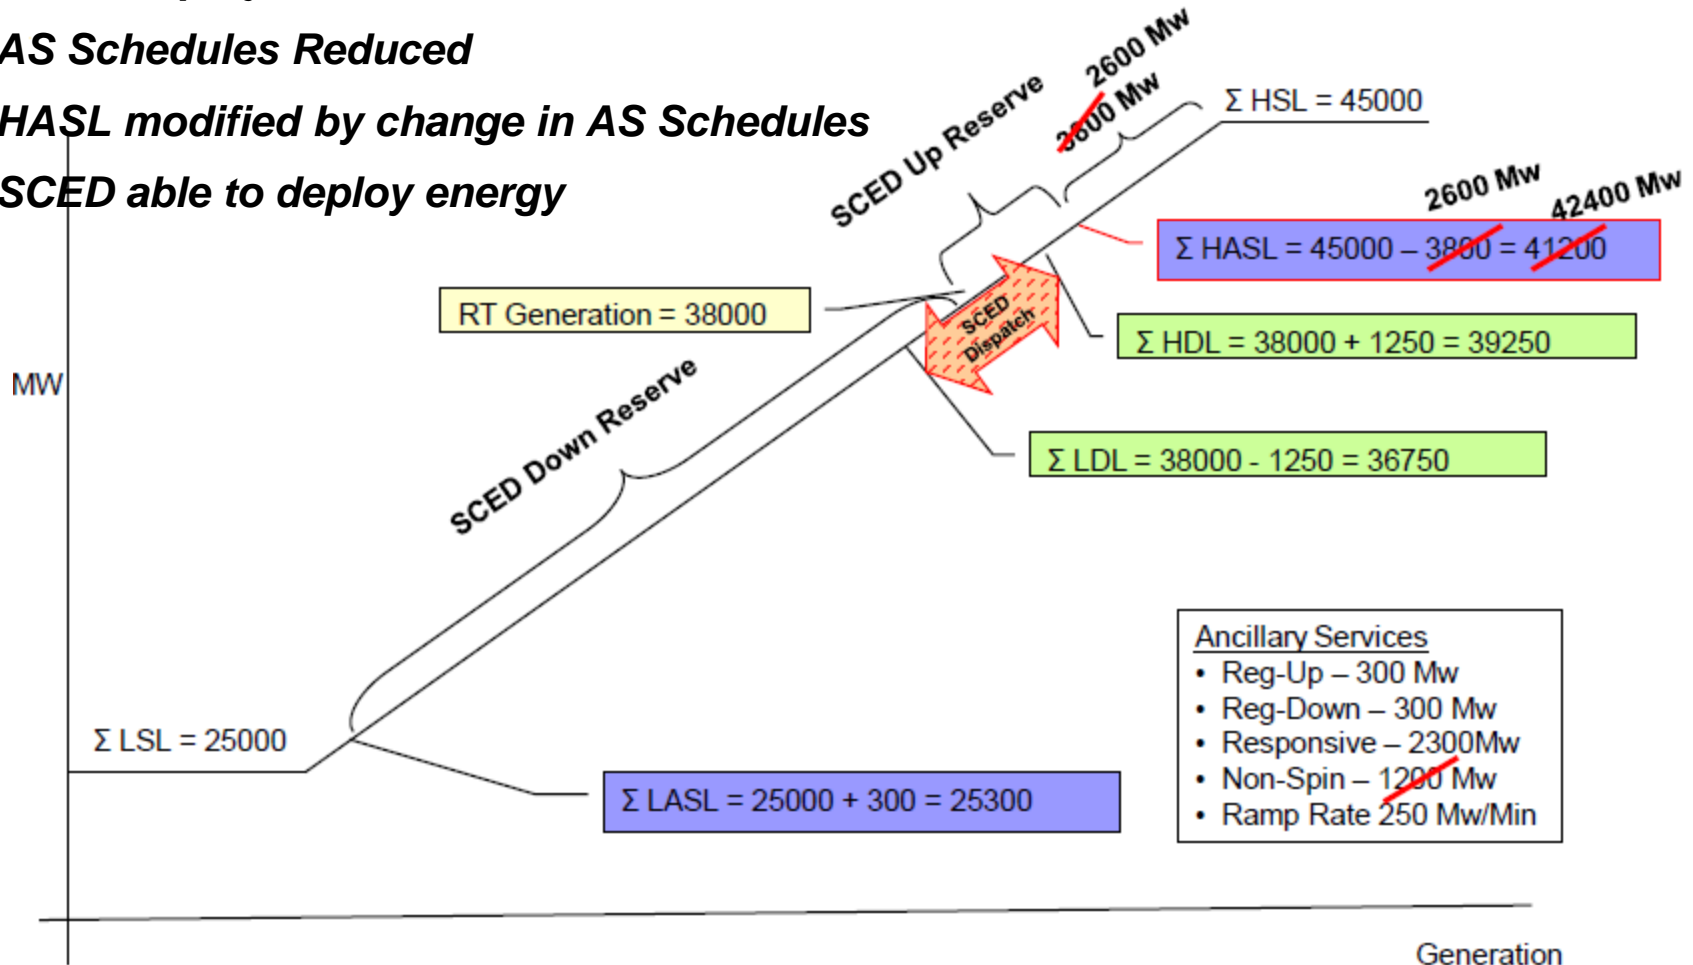 AS Schedules Reduced
HASL modified by change in AS Schedules
SCED able to deploy energy
2600 Mw
3800 Mw
SCED Up Reserve
Σ HSL = 45000
2600 Mw
42400 Mw
Σ HASL = 45000 – 3800 = 41200
RT Generation = 38000
SCED
Dispatch
Σ HDL = 38000 + 1250 = 39250
MW
SCED Down Reserve
Σ LDL = 38000 - 1250 = 36750
Ancillary Services
• Reg-Up – 300 Mw
• Reg-Down – 300 Mw
• Responsive – 2300Mw
• Non-Spin – 1200 Mw
• Ramp Rate 250 Mw/Min
Σ LSL = 25000
Σ LASL = 25000 + 300 = 25300
Generation